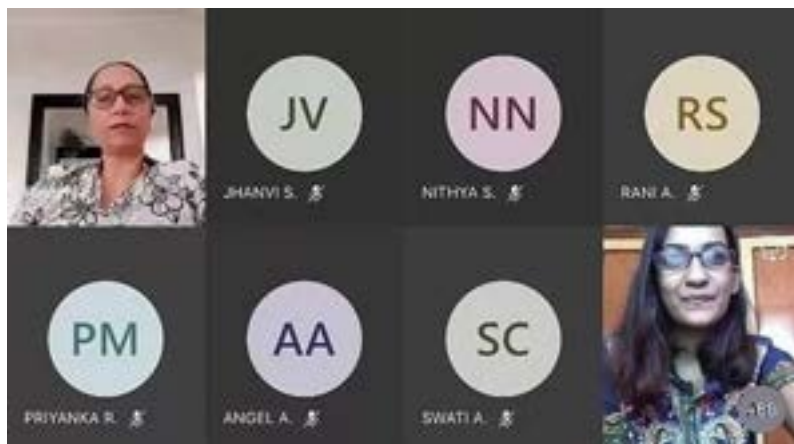 JV
NN
RS
JHANVI S.
NITHYA S.
RANI A.
PM
AA
SC
PRIYANKA R.
ANGEL A.
SWATI A.